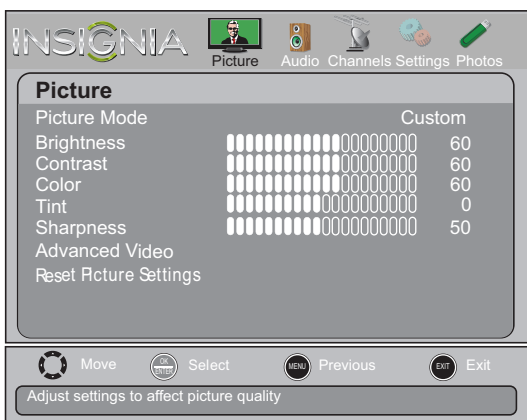 INSIGNIA
Picture Audio Channels Settings Photos
Picture
Picture Mode Custom
Brightness 60
Contrast 60
Color 60
Tint 0
Sharpness 50
Advanced Video
Reset Picture Settings
Move OK ENTER Select MENU Previous EXIT Exit
Adjust settings to affect picture quality